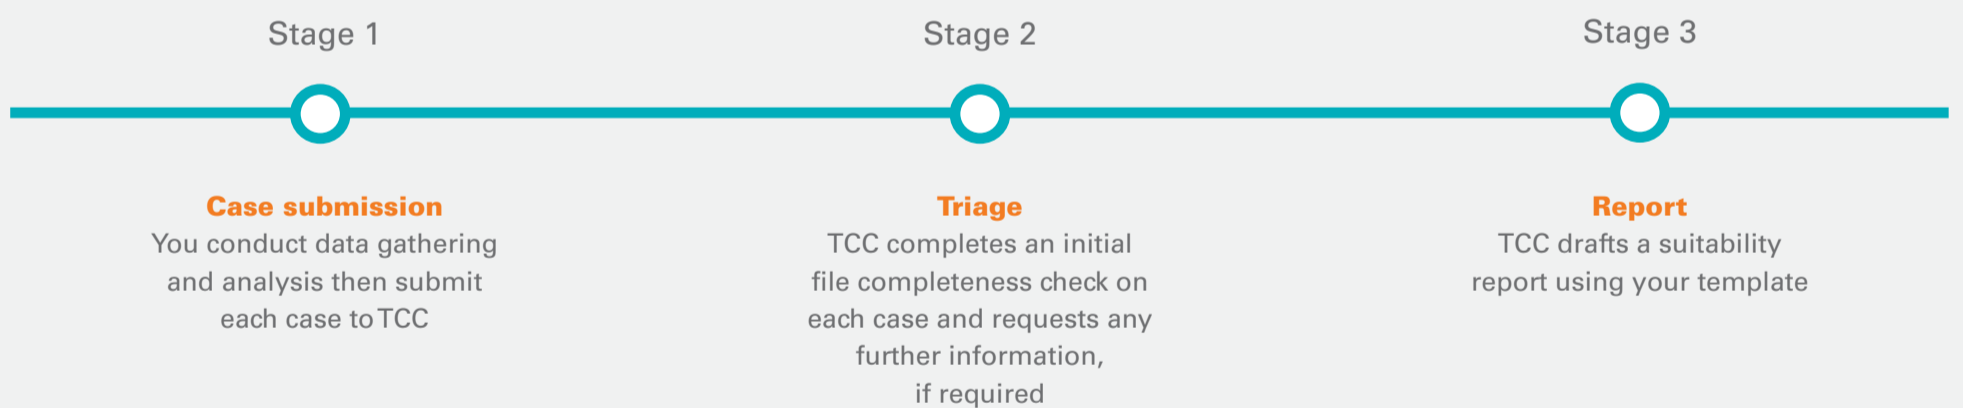 Stage 1
Case submission
You conduct data gathering
and analysis then submit
each case to TCC
Stage 2
Triage
TCC completes an initial
file completeness check on
each case and requests any
further information,
if required
Stage 3
Report
TCC drafts a suitability
report using your template